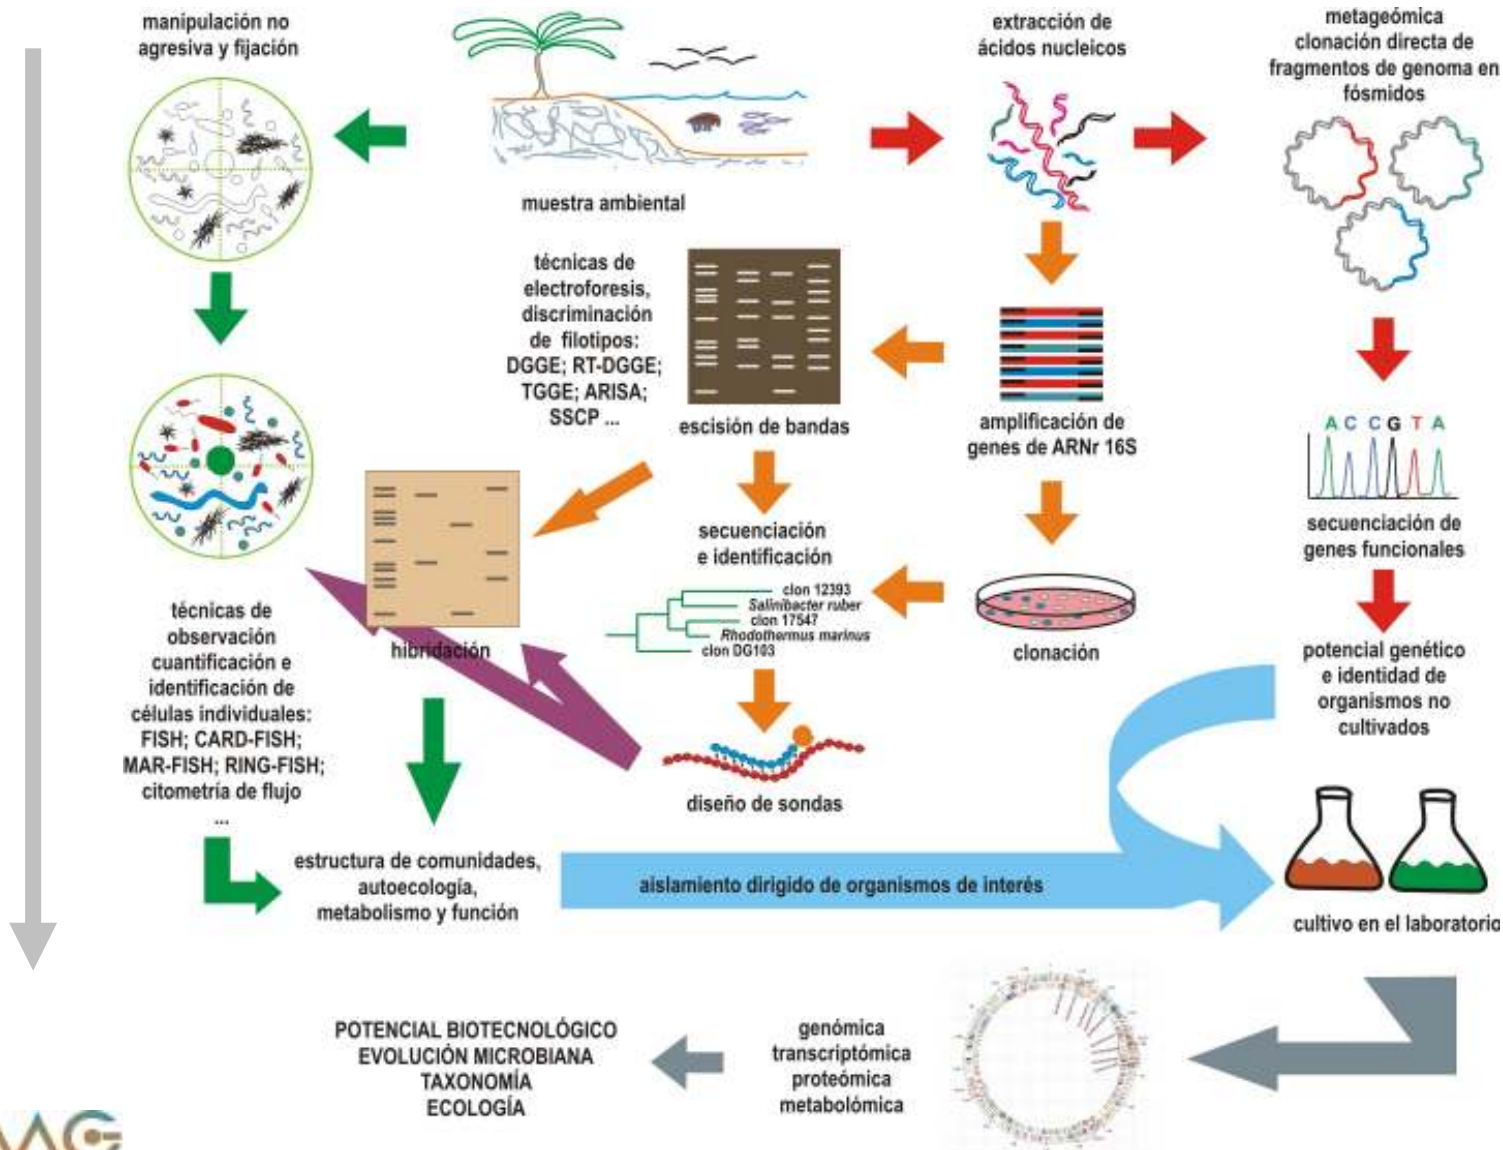 manipulación no
agresiva y fijación
muestra ambiental
extracción de
ácidos nucleicos
metageómica
clonación directa de
fragmentos de genoma en
fósmidos
técnicas de
electroforesis,
discriminación
de filotipos:
DGGE; RT-DGGE;
TGGE; ARISA;
SSCP ...
escisión de bandas
amplificación de
genes de ARNr 16S
A C C G T A
secuenciación de
genes funcionales
secuenciación
e identificación
clon 12393
Salinibacter ruber
clon 17547
Rhodothermus marinus
clon DG103
clonación
hibridación
técnicas de
observación
cuantificación e
identificación de
células individuales:
FISH; CARD-FISH;
MAR-FISH; RING-FISH;
citometría de flujo
...
potencial genético
e identidad de
organismos no
cultivados
diseño de sondas
estructura de comunidades,
autoecología,
metabolismo y función
aislamiento dirigido de organismos de interés
cultivo en el laboratorio
POTENCIAL BIOTECNOLÓGICO
EVOLUCIÓN MICROBIANA
TAXONOMÍA
ECOLOGÍA
genómica
transcriptómica
proteómica
metabolómica